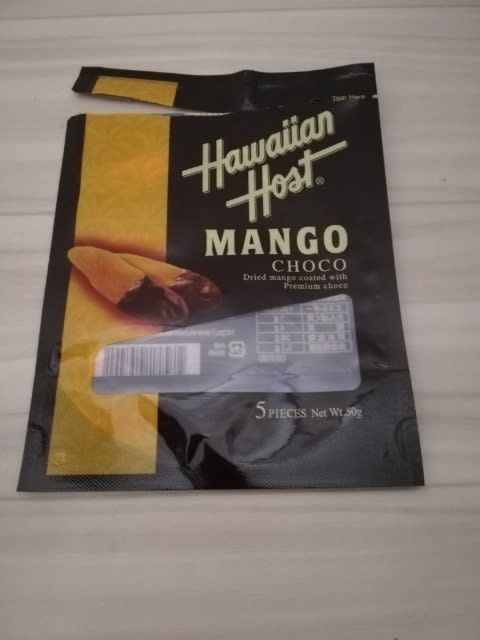 Tear Here
Hawaiian
Host®
MANGO
CHOCO
Dried mango coated with
Premium choco
5 PIECES Net Wt. 50g